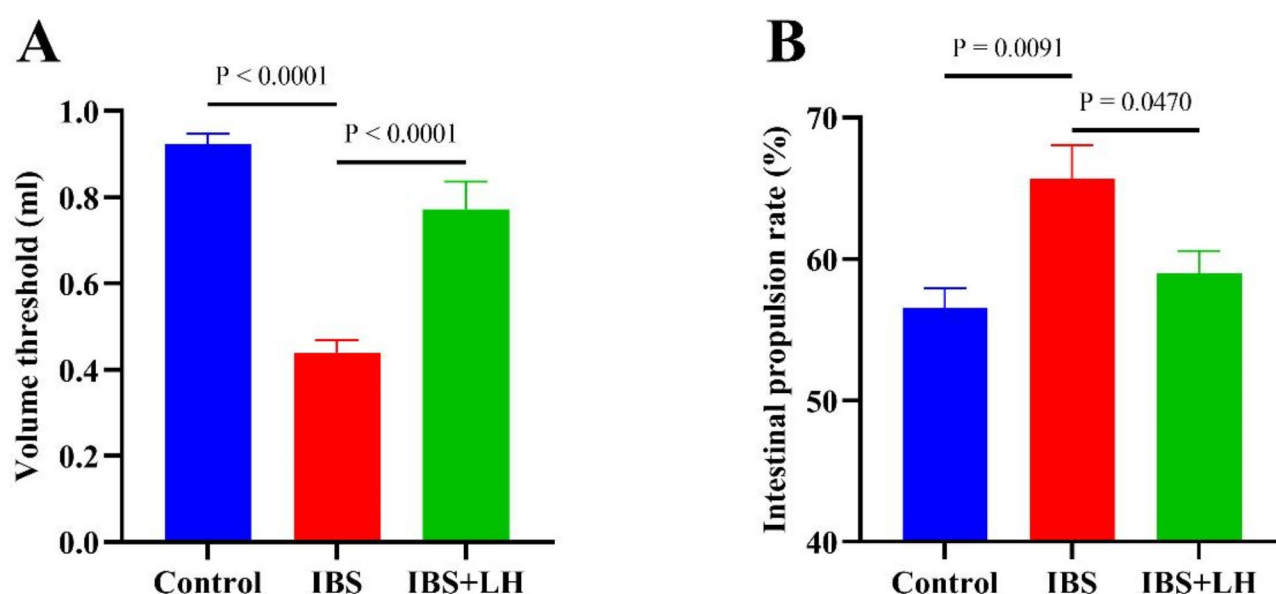 A
P < 0.0001
P < 0.0001
Volume threshold (ml)
1.0
0.8
0.6
0.4
0.2
0.0
Control IBS IBS+LH
B
P = 0.0091
P = 0.0470
Intestinal propulsion rate (%)
70
60
50
40
Control IBS IBS+LH